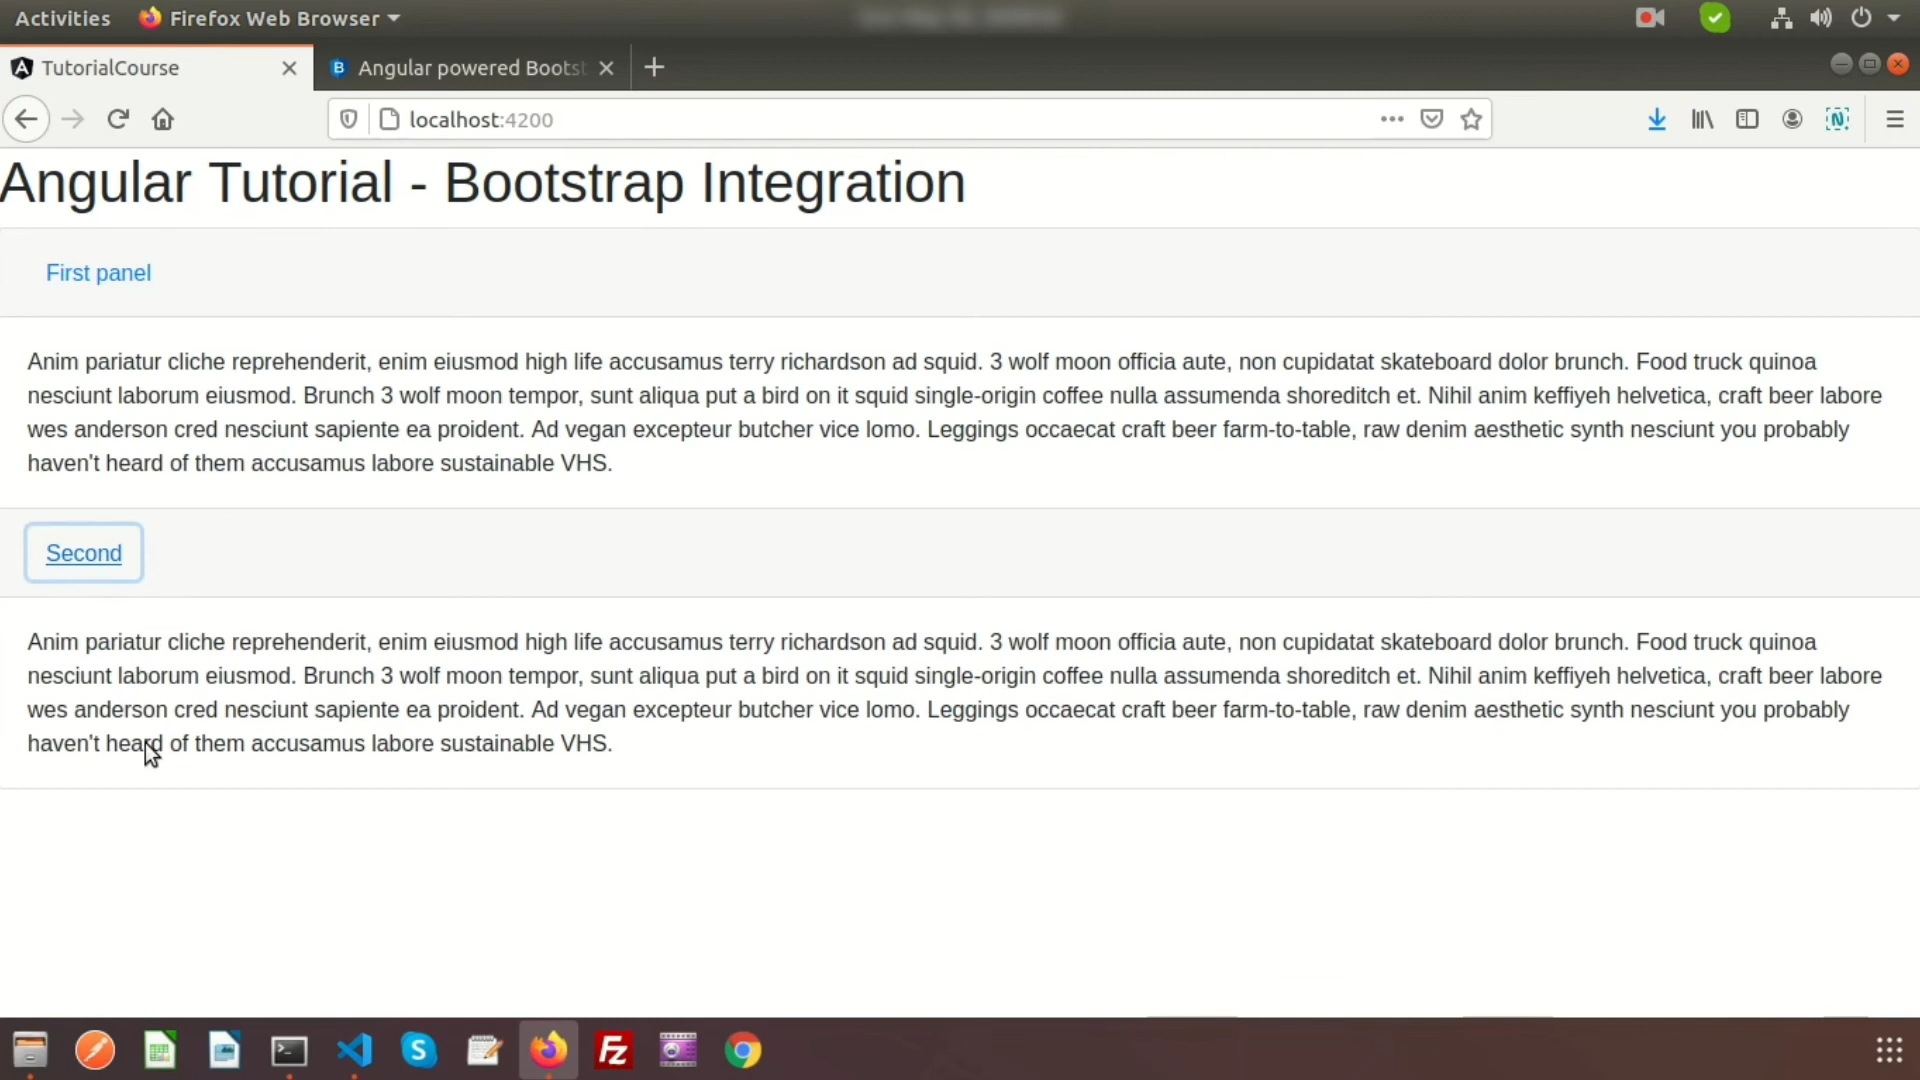 Activities
Firefox Web Browser
TutorialCourse
Angular powered Bootst
localhost:4200
Angular Tutorial - Bootstrap Integration
First panel
Anim pariatur cliche reprehenderit, enim eiusmod high life accusamus terry richardson ad squid. 3 wolf moon officia aute, non cupidatat skateboard dolor brunch. Food truck quinoa
nesciunt laborum eiusmod. Brunch 3 wolf moon tempor, sunt aliqua put a bird on it squid single-origin coffee nulla assumenda shoreditch et. Nihil anim keffiyeh helvetica, craft beer labore
wes anderson cred nesciunt sapiente ea proident. Ad vegan excepteur butcher vice lomo. Leggings occaecat craft beer farm-to-table, raw denim aesthetic synth nesciunt you probably
haven't heard of them accusamus labore sustainable VHS.
Second
Anim pariatur cliche reprehenderit, enim eiusmod high life accusamus terry richardson ad squid. 3 wolf moon officia aute, non cupidatat skateboard dolor brunch. Food truck quinoa
nesciunt laborum eiusmod. Brunch 3 wolf moon tempor, sunt aliqua put a bird on it squid single-origin coffee nulla assumenda shoreditch et. Nihil anim keffiyeh helvetica, craft beer labore
wes anderson cred nesciunt sapiente ea proident. Ad vegan excepteur butcher vice lomo. Leggings occaecat craft beer farm-to-table, raw denim aesthetic synth nesciunt you probably
haven't heard of them accusamus labore sustainable VHS.